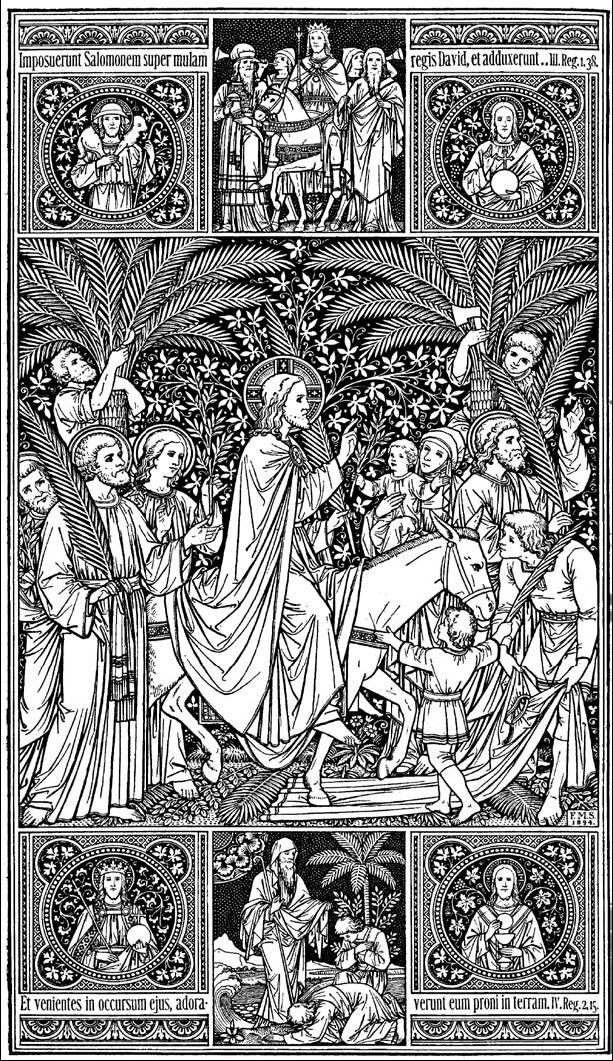 Imposuerunt Salomonem super mulam
regis David, et adduxerunt..III. Reg. 1, 38.
F.M.S.
1894.
Et venientes in occursum ejus, adora-
verunt eum proni in terram. IV. Reg. 2, 15.